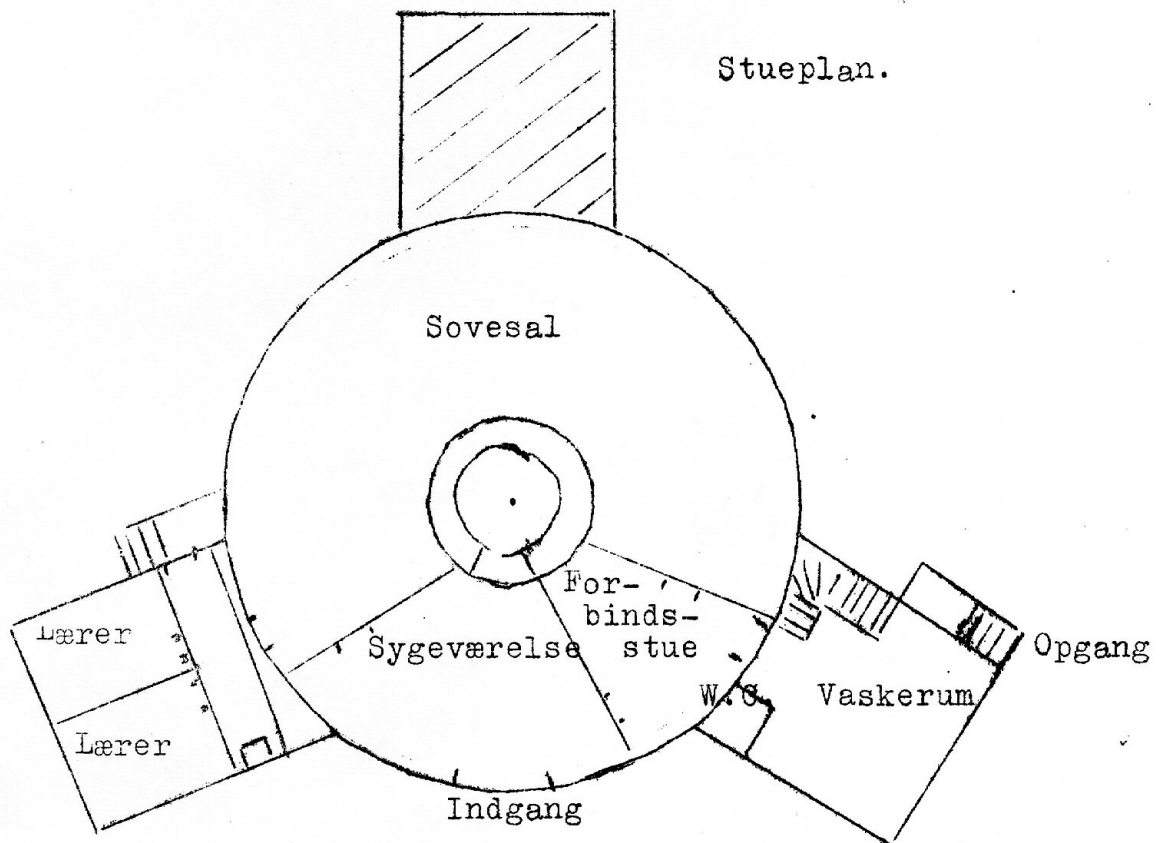 Stueplan.
Sovesal
For-
binds-
stue
Sygeværelse
Lærer
Lærer
W.C.
Vaskerum
Opgang
Indgang